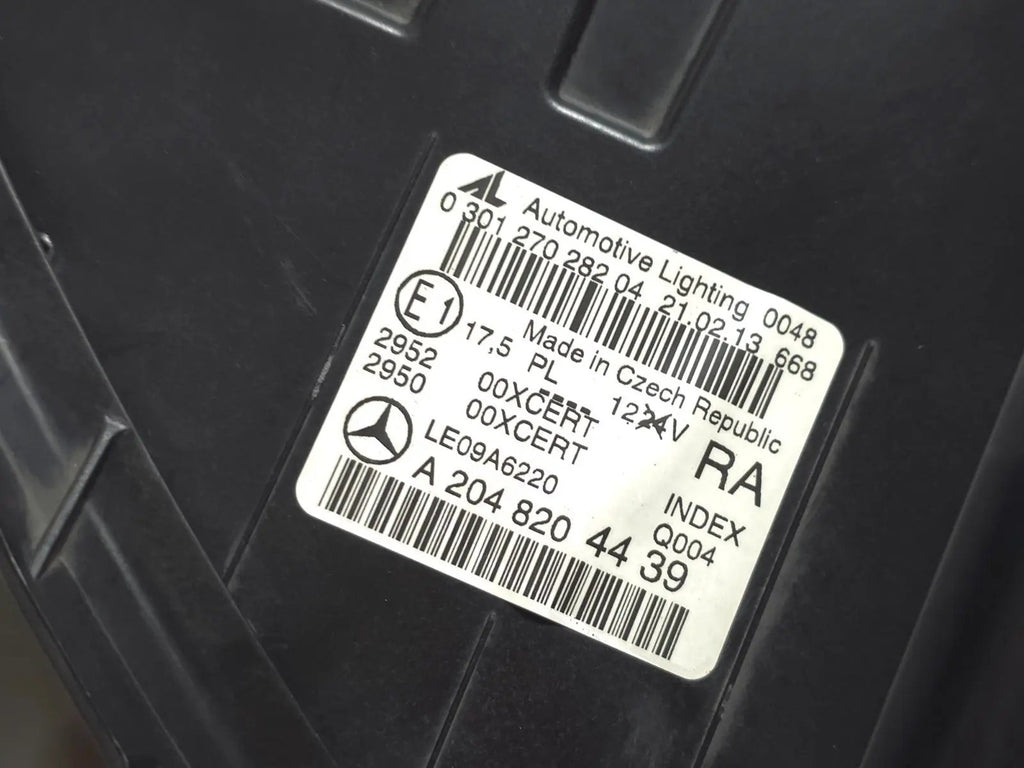 AL Automotive Lighting 0048
0 301 270 282 04 21.02.13 668
E1 Made in Czech Republic
17,5 PL 12V
2952 00XCERT
2950 00XCERT
RA
LE09A6220
INDEX
Q004
A 204 820 44 39